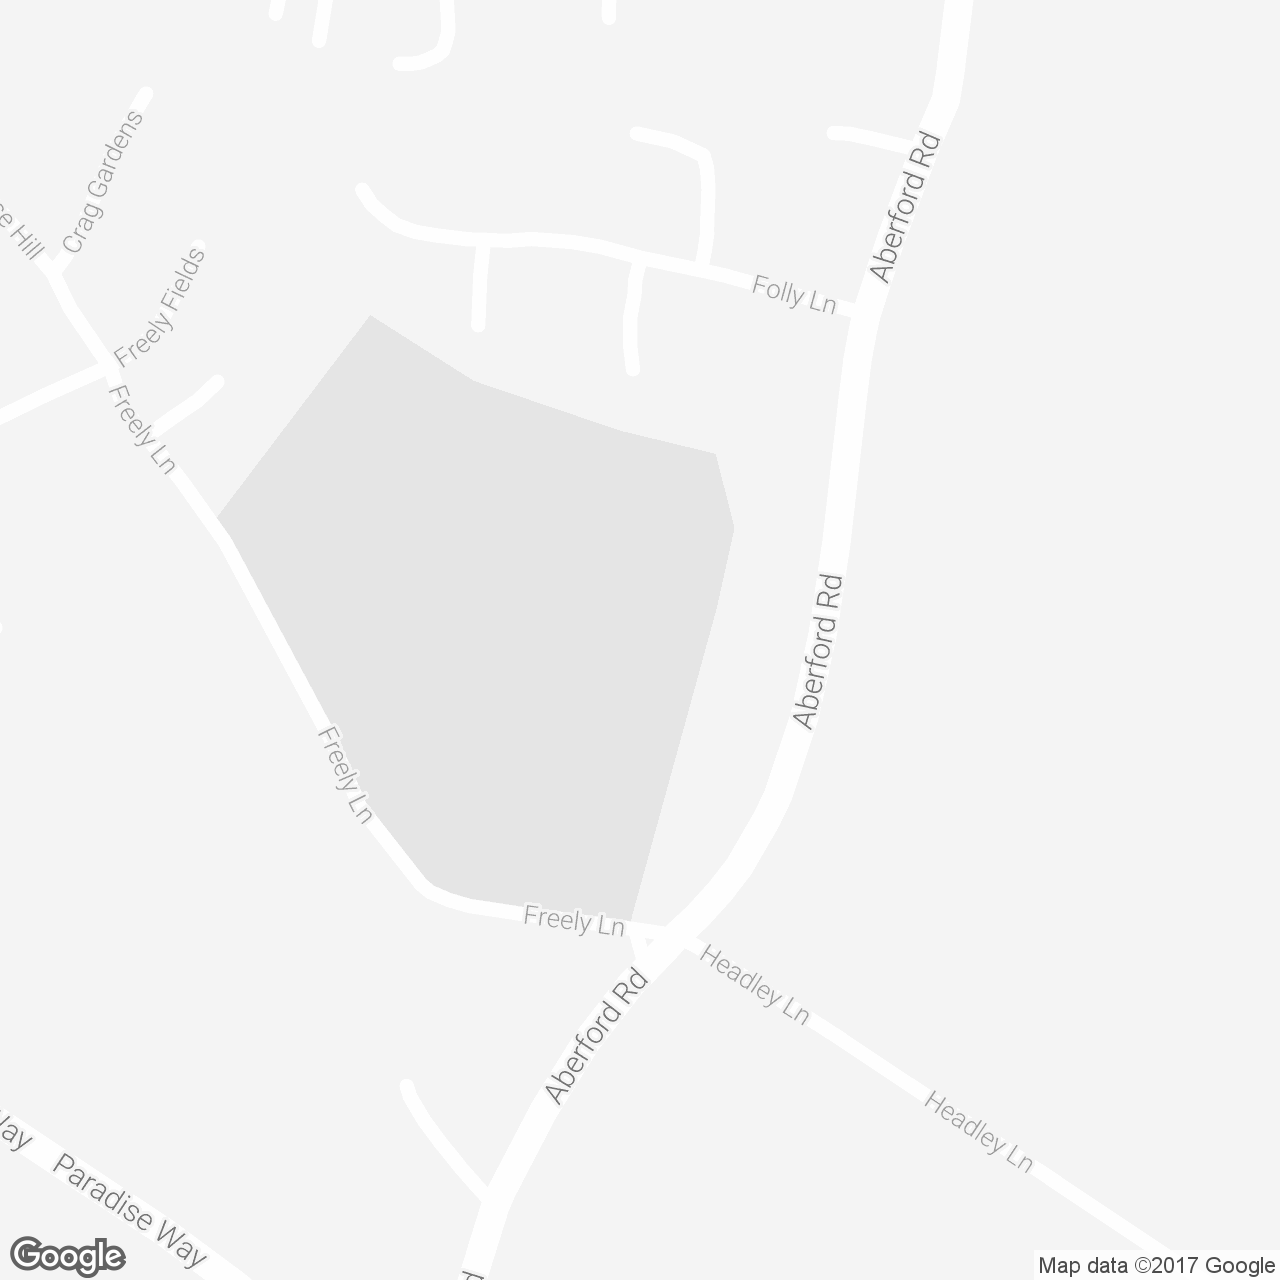 Crag Gardens
Aberford Rd
Hill
Freely Fields
Folly Ln
Freely Ln
Aberford Rd
Freely Ln
Freely Ln
Headley Ln
Aberford Rd
Headley Ln
Paradise Way
Google
Map data ©2017 Google